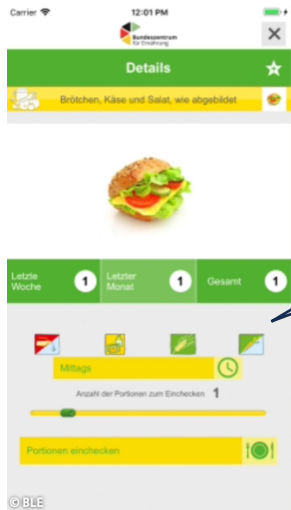 Carrier 12:01 PM
Bundeszentrum
für Ernährung
Details
Brötchen, Käse und Salat, wie abgebildet
Letzte
Woche
1
Letzter
Monat
1
Gesamt
1
Mittags
Anzahl der Portionen zum Einchecken 1
Portionen einchecken
© BLE